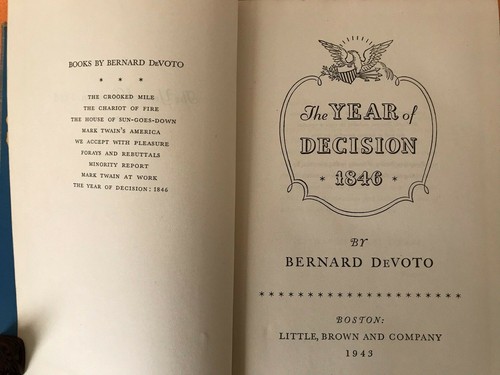 BOOKS BY BERNARD DeVOTO
* * *
THE CROOKED MILE
THE CHARIOT OF FIRE
THE HOUSE OF SUN-GOES-DOWN
MARK TWAIN'S AMERICA
WE ACCEPT WITH PLEASURE
FORAYS AND REBUTTALS
MINORITY REPORT
MARK TWAIN AT WORK
THE YEAR OF DECISION: 1846
The YEAR of
DECISION
* 1846 *
BY
BERNARD DeVOTO
* * * * * * * * * * * * * * * * * * * * *
BOSTON:
LITTLE, BROWN AND COMPANY
1943